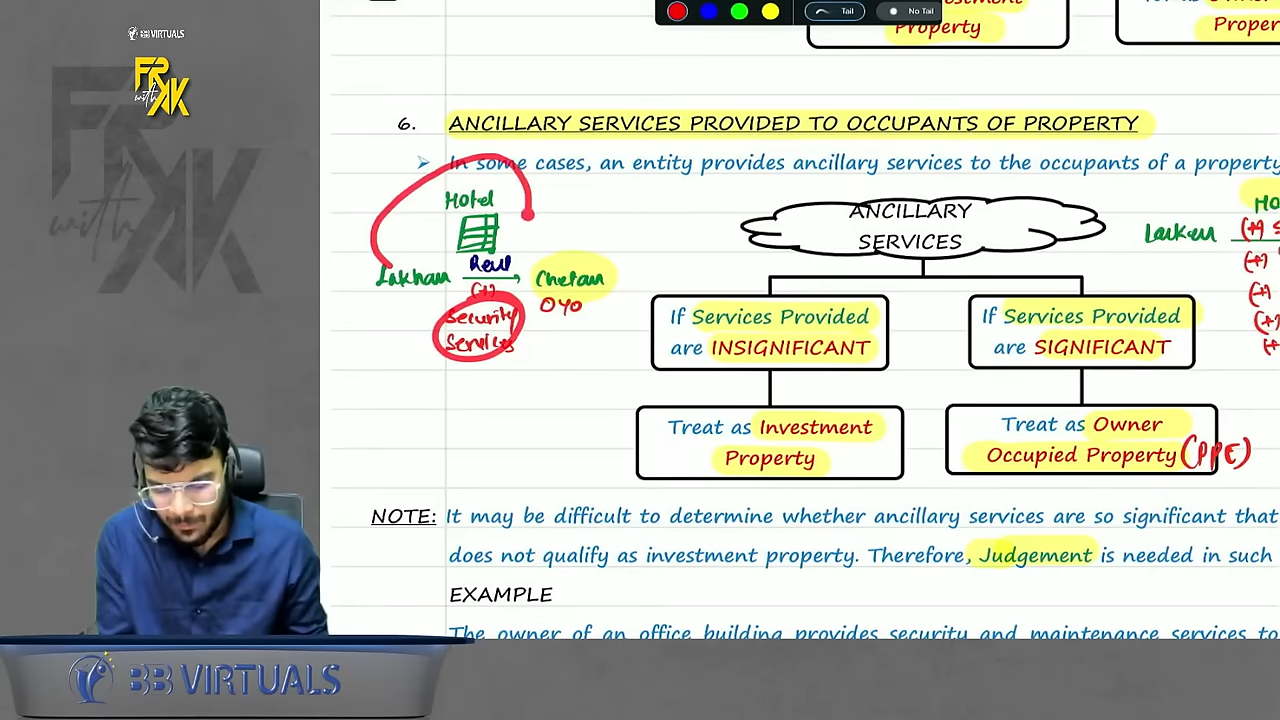 Tail
No Tail
Property
BB VIRTUALS
FR
with
KK
6. ANCILLARY SERVICES PROVIDED TO OCCUPANTS OF PROPERTY
➢ In some cases, an entity provides ancillary services to the occupants of a property
Hotel
Lakhan Rent Chetan
(+) OYO
Security
Services
ANCILLARY
SERVICES
If Services Provided
are INSIGNIFICANT
If Services Provided
are SIGNIFICANT
Treat as Investment
Property
Treat as Owner
Occupied Property (PPE)
NOTE: It may be difficult to determine whether ancillary services are so significant that
does not qualify as investment property. Therefore, Judgement is needed in such
EXAMPLE
The owner of an office building provides security and maintenance services to
BB VIRTUALS